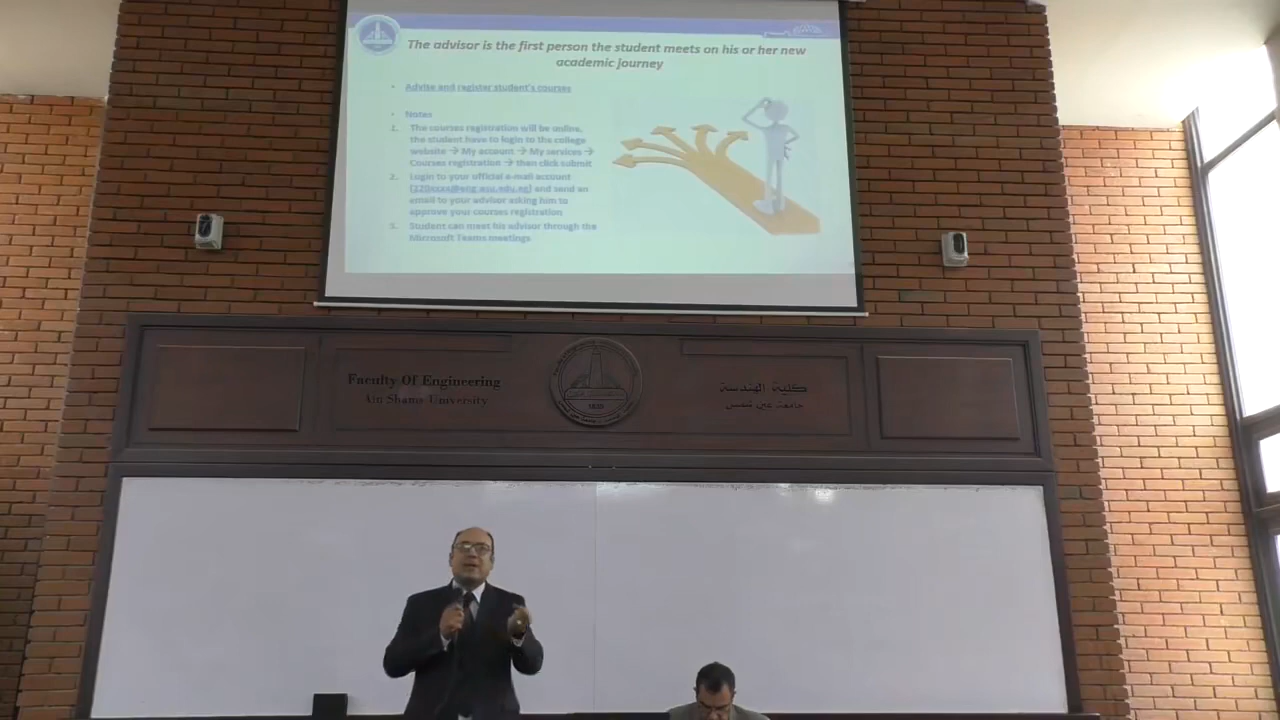 The advisor is the first person the student meets on his or her new
academic journey
• Advise and register student's courses
• Notes
1. The courses registration will be online,
the student have to login to the college
website → My account → My services →
Courses registration → then click submit
2. Login to your official e-mail account
and send an
email to your advisor asking him to
approve your courses registration
Student can meet his advisor through the
Microsoft Teams meetings
Faculty Of Engineering
Ain Shams University
1839
كلية الهندسة
جامعة عين شمس